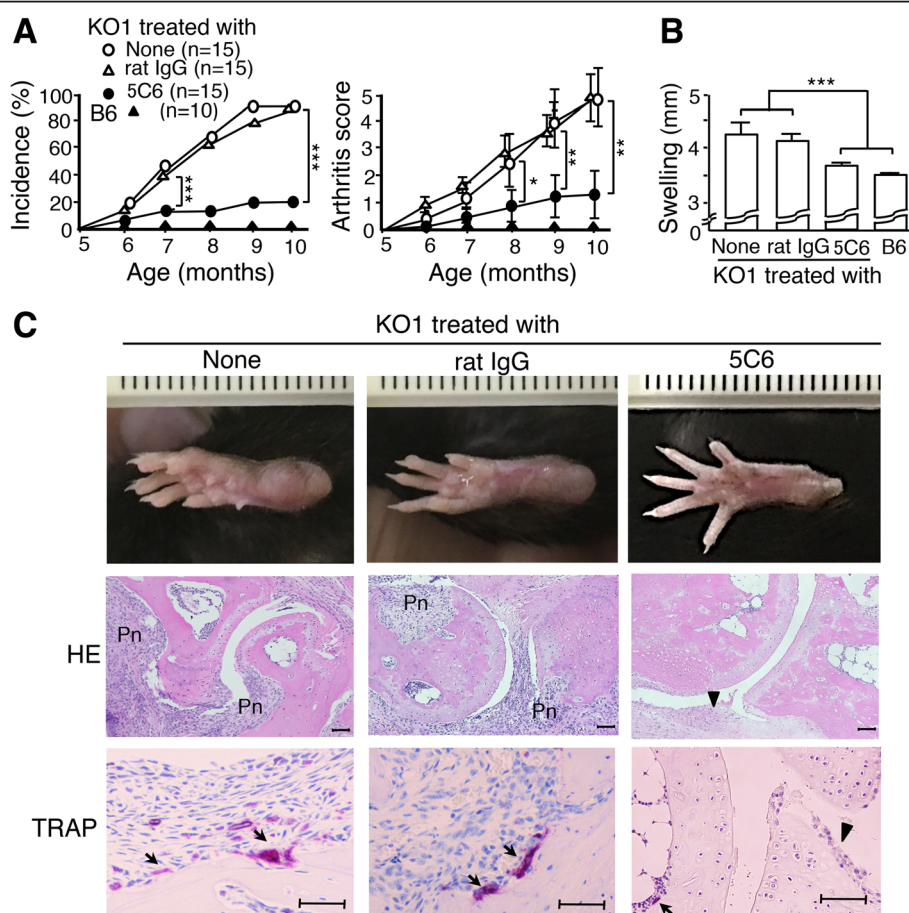 A
KO1 treated with
None (n=15)
rat IgG (n=15)
5C6 (n=15)
B6 (n=10)
Incidence (%)
100
80
60
40
20
0
5 6 7 8 9 10
Age (months)
***
***
Arthritis score
5
4
3
2
1
0
5 6 7 8 9 10
Age (months)
*
**
**
B
Swelling (mm)
5
4
3
0
***
None rat IgG 5C6 B6
KO1 treated with
C
KO1 treated with
None rat IgG 5C6
HE
Pn
Pn
Pn
Pn
TRAP